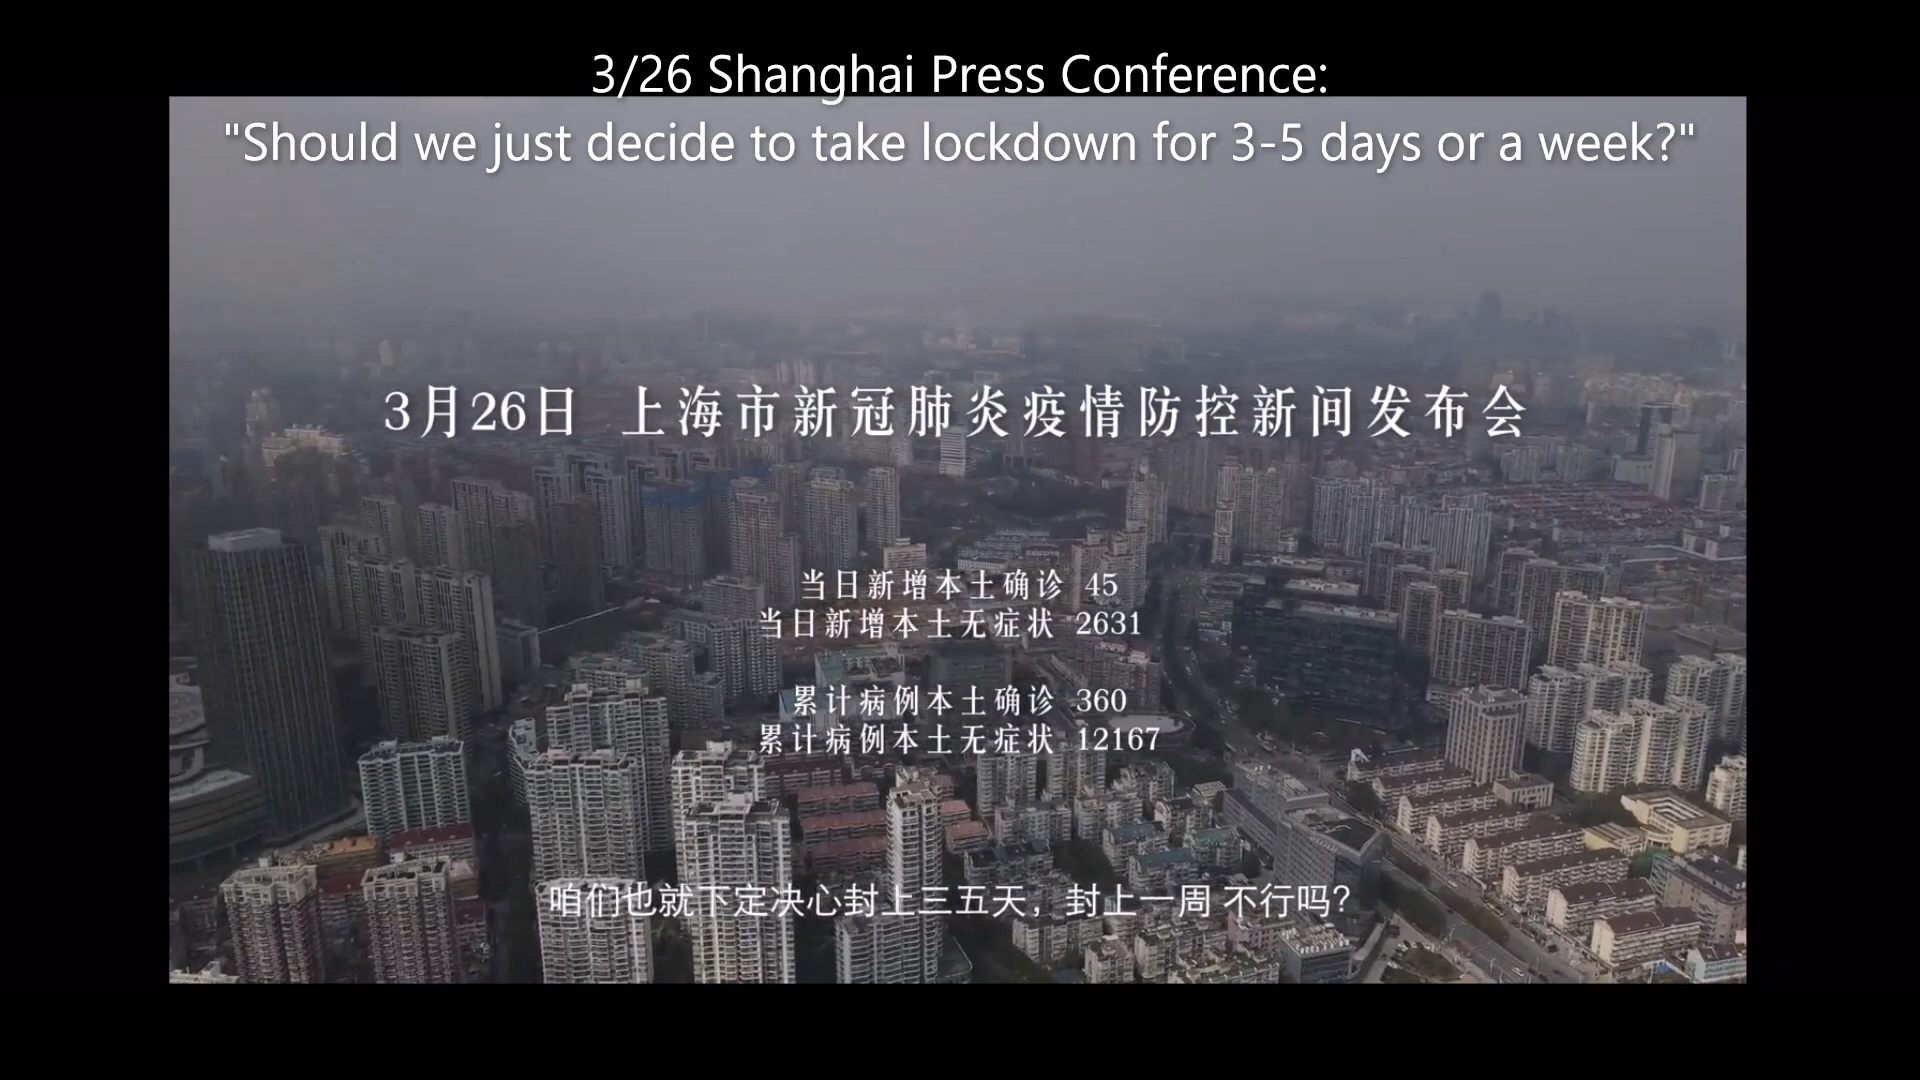 3/26 Shanghai Press Conference:
"Should we just decide to take lockdown for 3-5 days or a week?"
3月26日 上海市新冠肺炎疫情防控新闻发布会
当日新增本土确诊 45
当日新增本土无症状 2631
累计病例本土确诊 360
累计病例本土无症状 12167
咱们也就下定决心封上三五天，封上一周 不行吗？